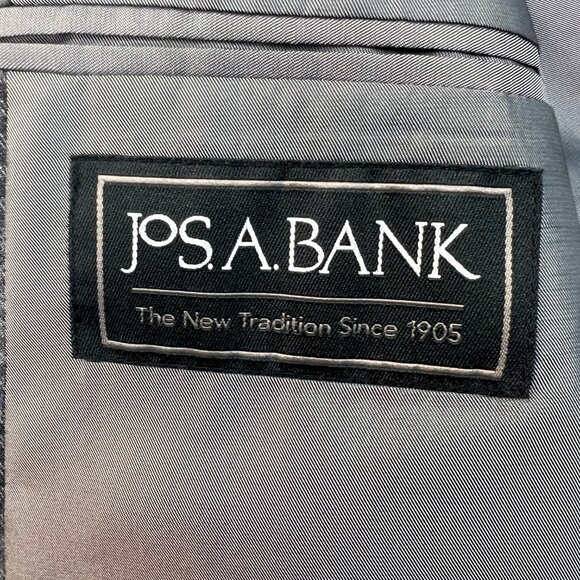 JOS. A. BANK
The New Tradition Since 1905